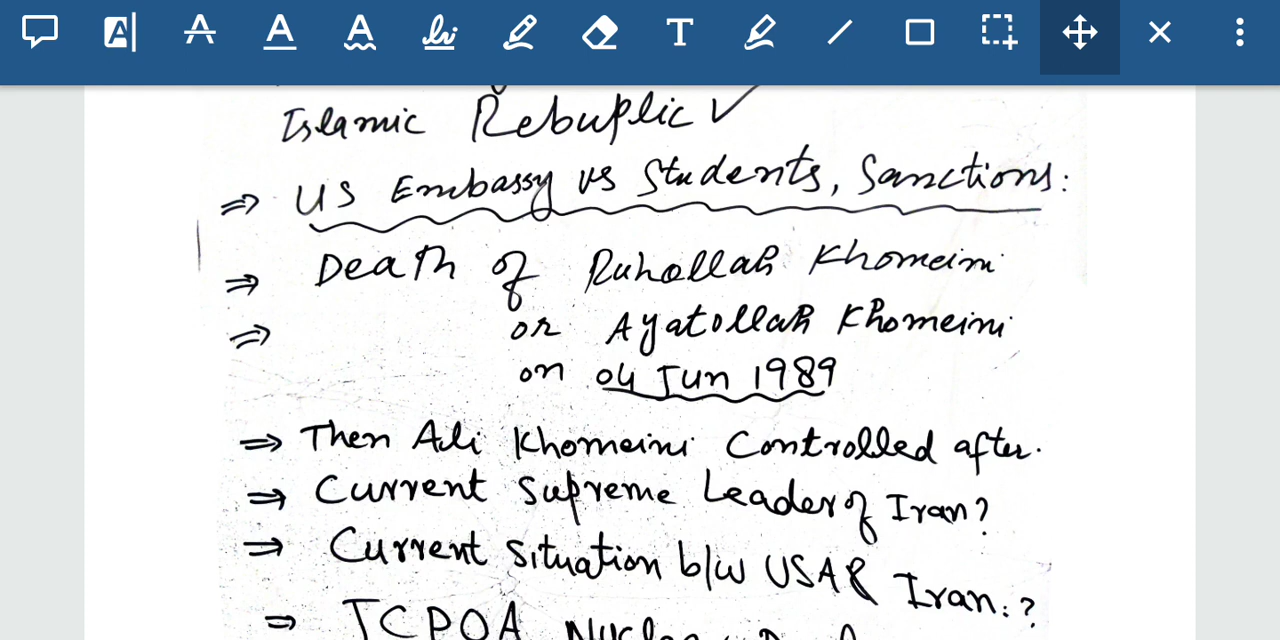 Islamic Rebuplic ✓
⇒ US Embassy vs Students, Sanctions:
⇒ Death of Ruhollah Khomeini
⇒ or Ayatollah Khomeini
on 04 Jun 1989
⇒ Then Ali Khomeini Controlled after.
⇒ Current Supreme Leader of Iran?
⇒ Current Situation b/w USA & Iran.?
⇒ JCPOA